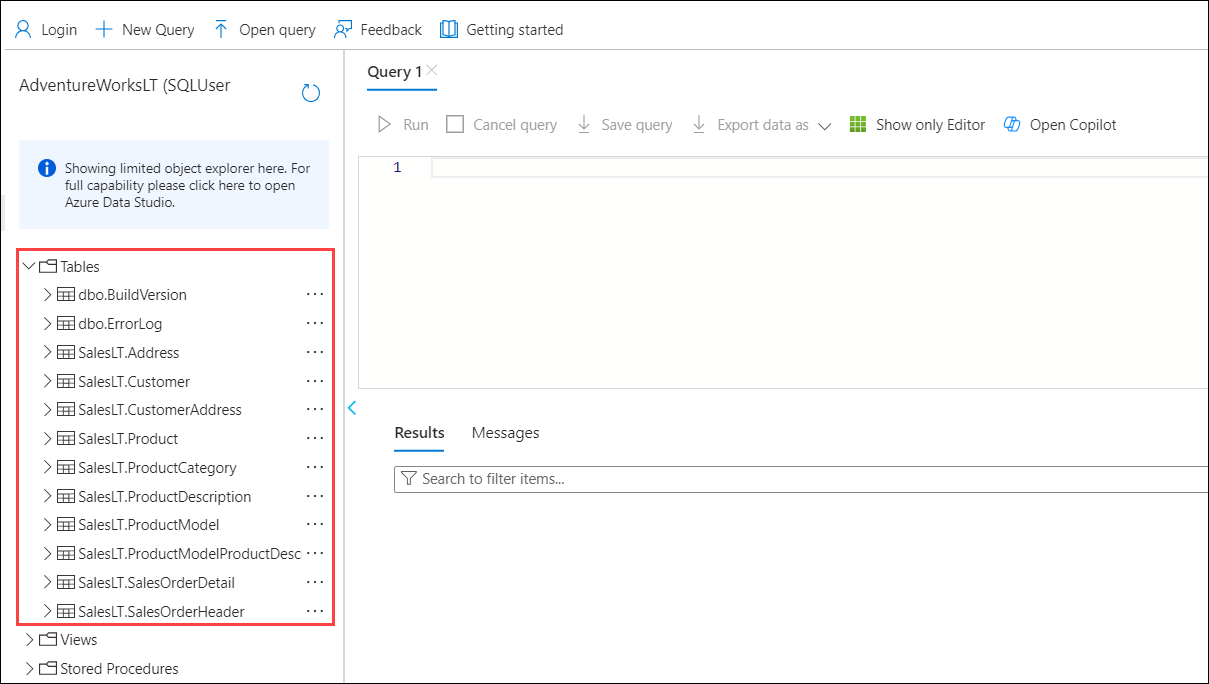 Login New Query Open query Feedback Getting started
AdventureWorksLT (SQLUser
Showing limited object explorer here. For
full capability please click here to open
Azure Data Studio.
Tables
dbo.BuildVersion ...
dbo.ErrorLog ...
SalesLT.Address ...
SalesLT.Customer ...
SalesLT.CustomerAddress ...
SalesLT.Product ...
SalesLT.ProductCategory ...
SalesLT.ProductDescription ...
SalesLT.ProductModel ...
SalesLT.ProductModelProductDesc ...
SalesLT.SalesOrderDetail ...
SalesLT.SalesOrderHeader ...
Views
Stored Procedures
Query 1
Run Cancel query Save query Export data as Show only Editor Open Copilot
1
Results Messages
Search to filter items...